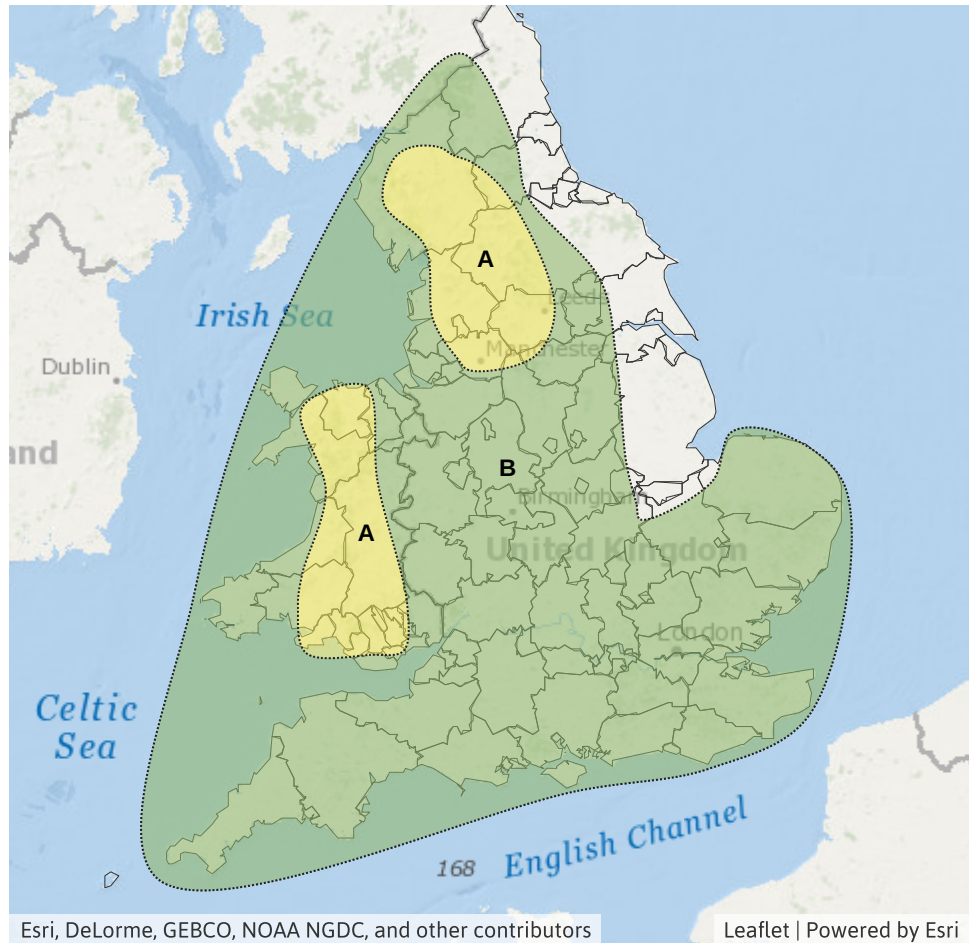 A
Leeds
Irish Sea
Manchester
Dublin
and
B
Birmingham
A
United Kingdom
London
Celtic
Sea
168
English Channel
Esri, DeLorme, GEBCO, NOAA NGDC, and other contributors
Leaflet | Powered by Esri